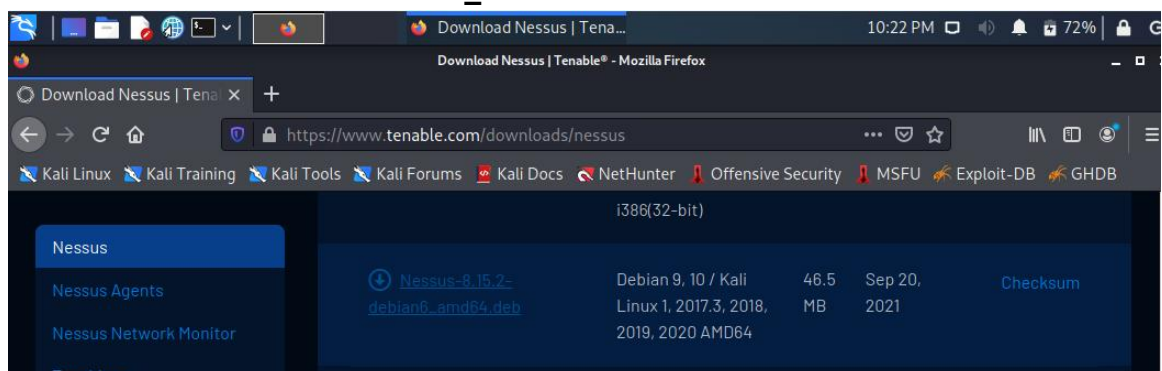 Download Nessus | Tena...
10:22 PM
72%
Download Nessus | Tenable® - Mozilla Firefox
Download Nessus | Tena
https://www.tenable.com/downloads/nessus
Kali Linux Kali Training Kali Tools Kali Forums Kali Docs NetHunter Offensive Security MSFU Exploit-DB GHDB
i386(32-bit)
Nessus
Nessus Agents
Nessus Network Monitor
Nessus-8.15.2-
debian6_amd64.deb
Debian 9, 10 / Kali
Linux 1, 2017.3, 2018,
2019, 2020 AMD64
46.5
MB
Sep 20,
2021
Checksum